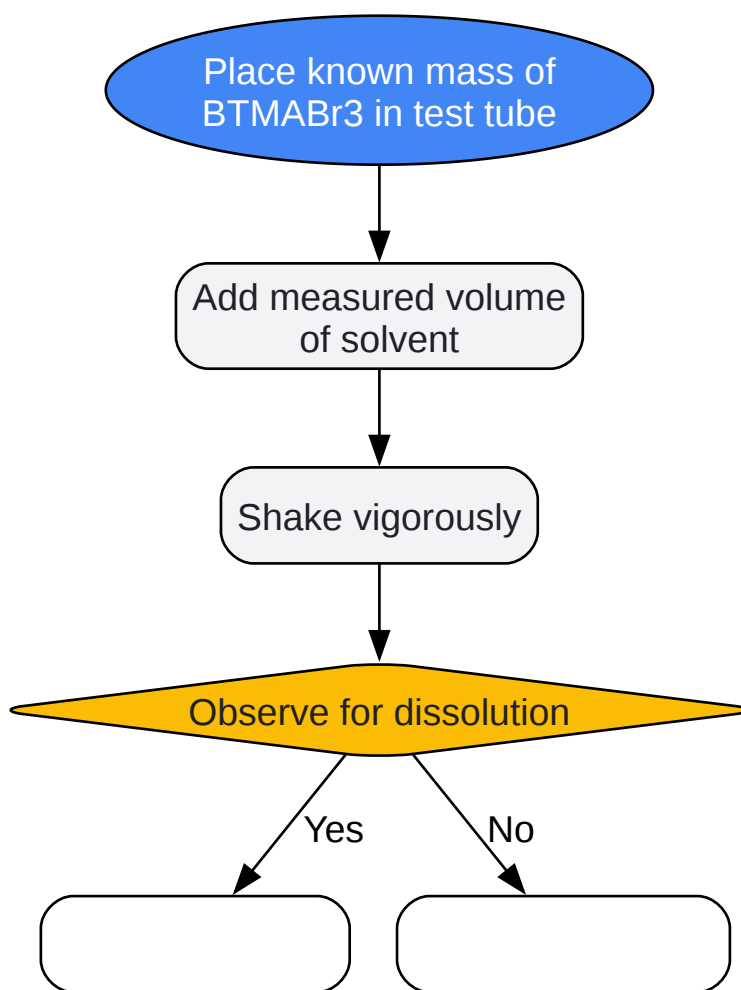 Place known mass of
BTMABr3 in test tube
Add measured volume
of solvent
Shake vigorously
Observe for dissolution
Yes
No